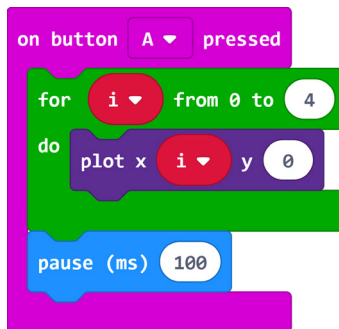 on button A pressed
for i from 0 to 4
do
plot x i y 0
pause (ms) 100